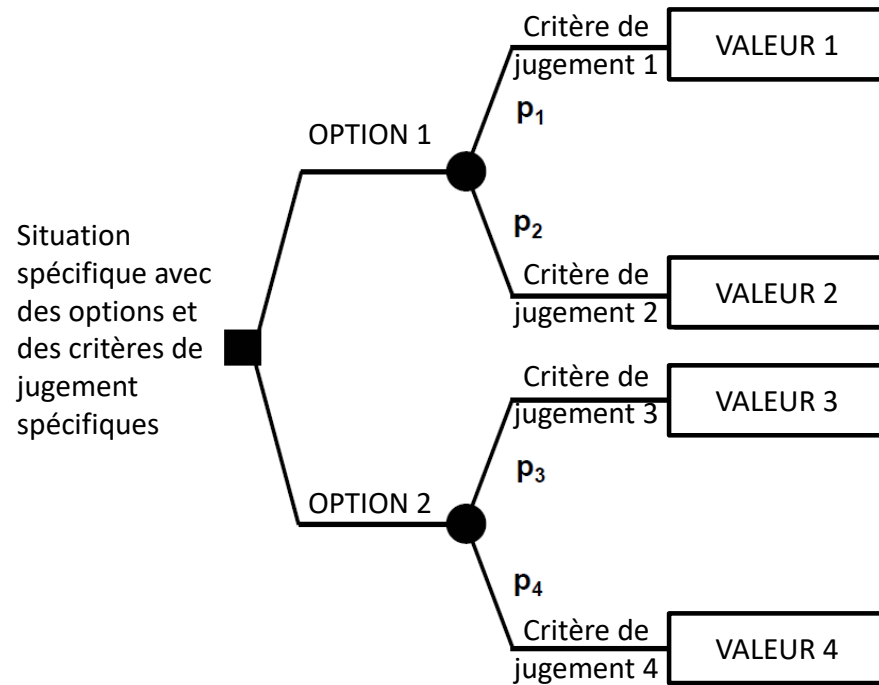 Critère de
jugement 1
VALEUR 1
p₁
OPTION 1
p₂
Critère de
jugement 2
VALEUR 2
Situation
spécifique avec
des options et
des critères de
jugement
spécifiques
Critère de
jugement 3
VALEUR 3
p₃
OPTION 2
p₄
Critère de
jugement 4
VALEUR 4